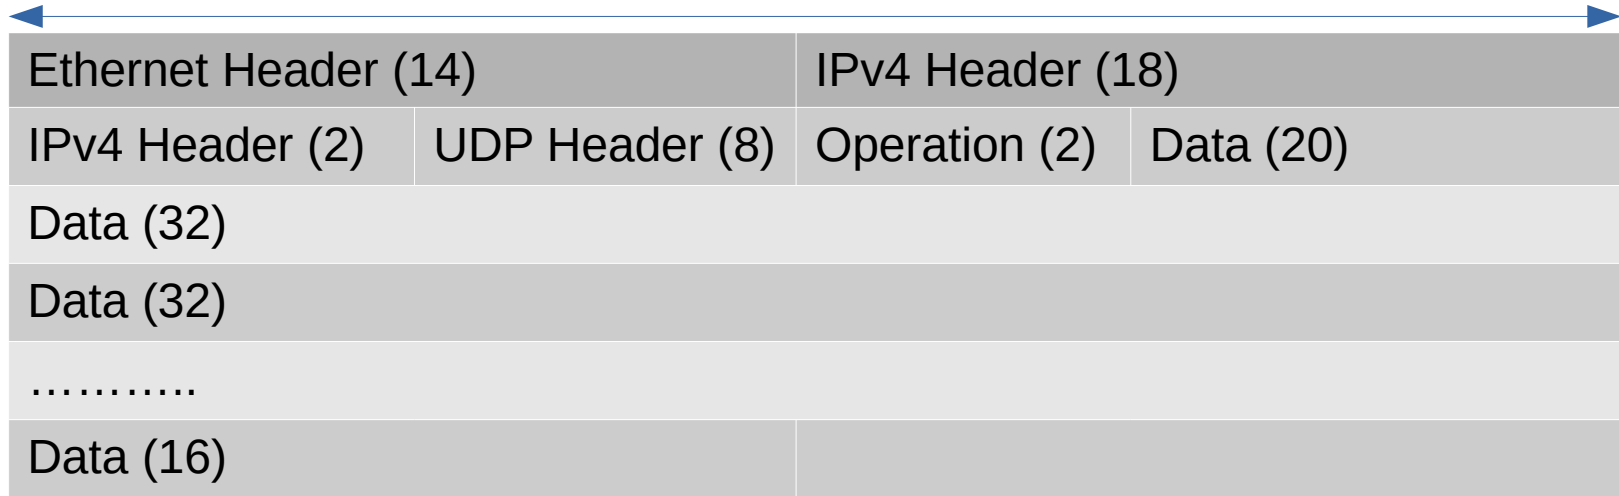 Ethernet Header (14) IPv4 Header (18)
IPv4 Header (2) UDP Header (8) Operation (2) Data (20)
Data (32)
Data (32)
………..
Data (16)